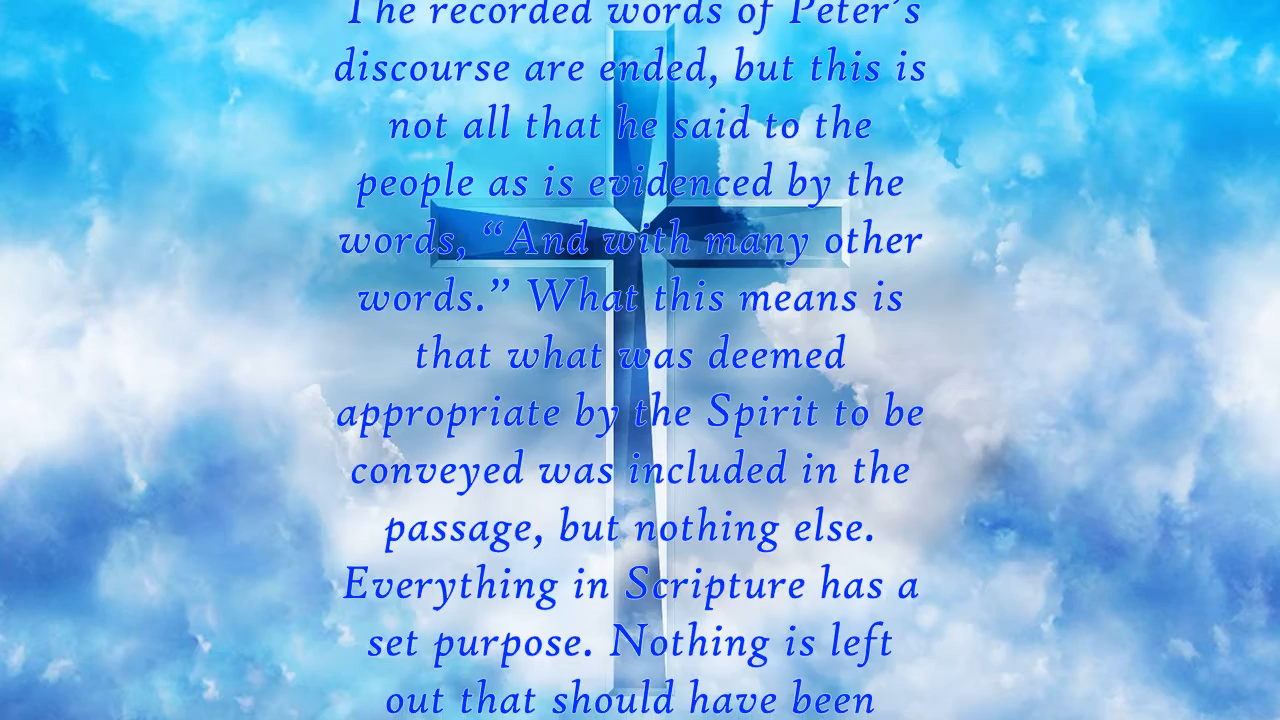 The recorded words of Peter’s
discourse are ended, but this is
not all that he said to the
people as is evidenced by the
words, “And with many other
words.” What this means is
that what was deemed
appropriate by the Spirit to be
conveyed was included in the
passage, but nothing else.
Everything in Scripture has a
set purpose. Nothing is left
out that should have been